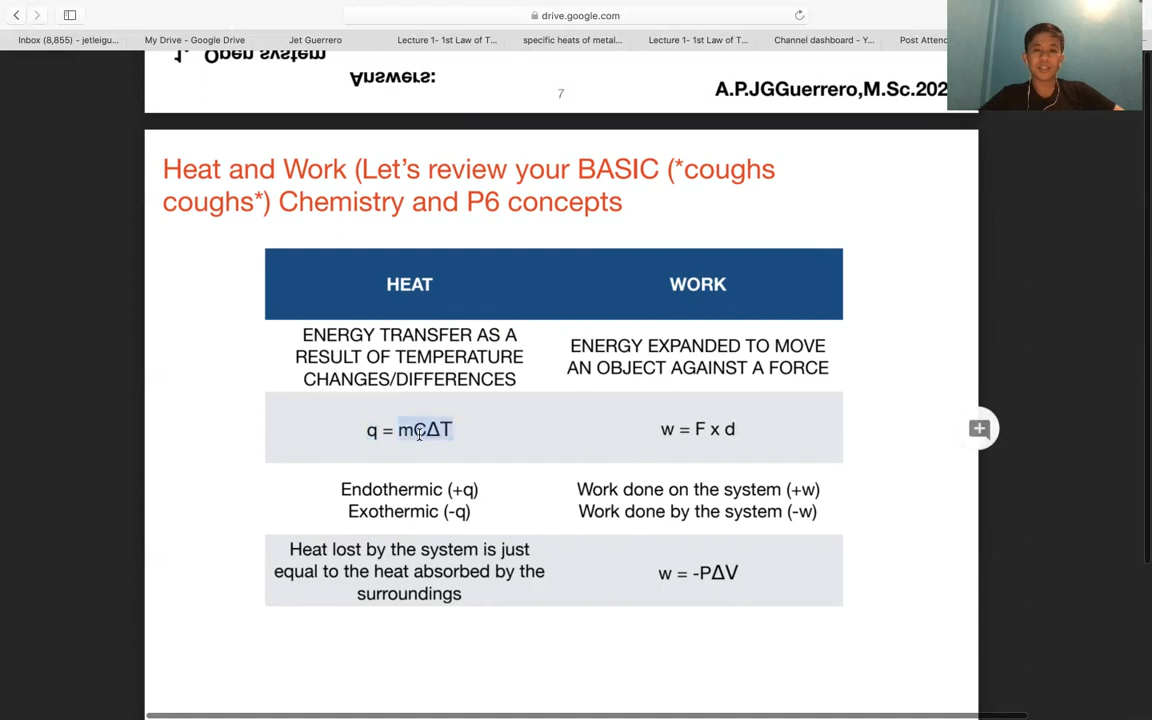 drive.google.com
Inbox (8,855) – jetleigu...
My Drive – Google Drive
Jet Guerrero
Lecture 1- 1st Law of T...
specific heats of metal...
Lecture 1- 1st Law of T...
Channel dashboard – Y...
Post Attend
1. Open system
Answers:
7
A.P.JGGuerrero,M.Sc.202
Heat and Work (Let's review your BASIC (*coughs
coughs*) Chemistry and P6 concepts
HEAT
WORK
ENERGY TRANSFER AS A
RESULT OF TEMPERATURE
CHANGES/DIFFERENCES
ENERGY EXPANDED TO MOVE
AN OBJECT AGAINST A FORCE
q = mCΔT
w = F x d
Endothermic (+q)
Exothermic (-q)
Work done on the system (+w)
Work done by the system (-w)
Heat lost by the system is just
equal to the heat absorbed by the
surroundings
w = -PΔV